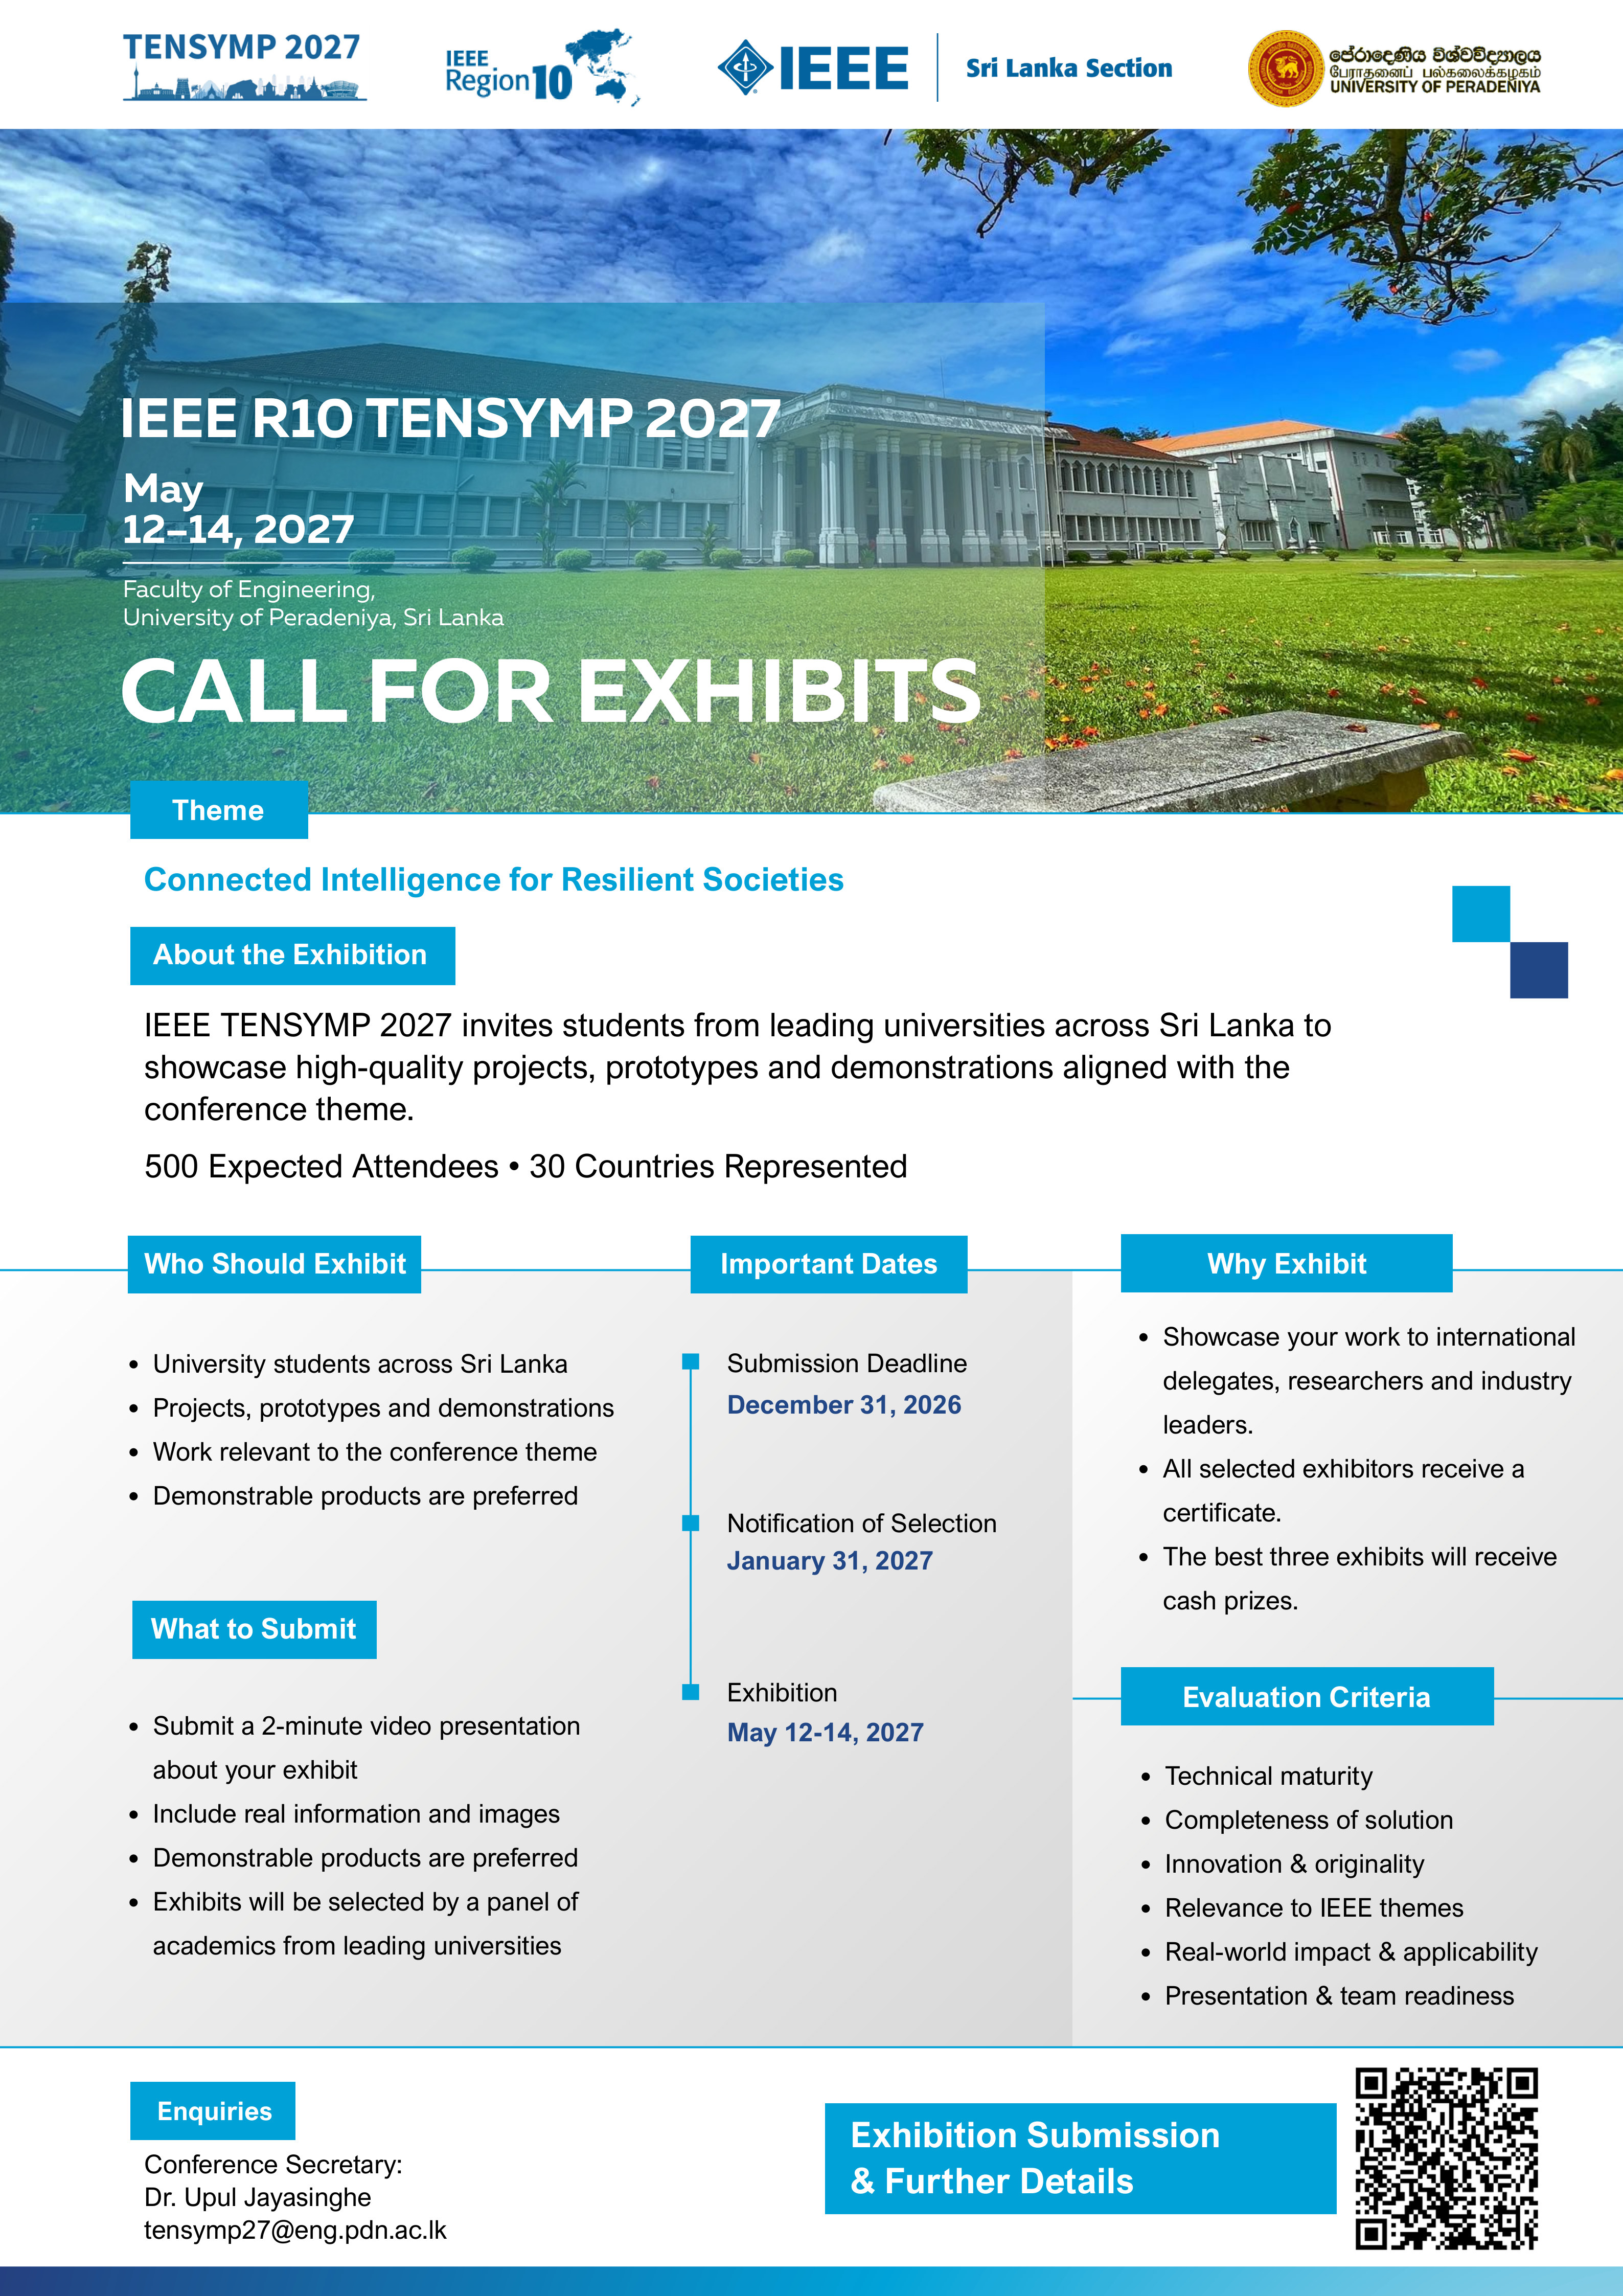 TENSYMP 2027
IEEE
Region 10
IEEE
Sri Lanka Section
පේරාදෙණිය විශ්වවිද්‍යාලය
பேராதனைப் பல்கலைக்கழகம்
UNIVERSITY OF PERADENIYA
IEEE R10 TENSYMP 2027
May
12–14, 2027
Faculty of Engineering,
University of Peradeniya, Sri Lanka
CALL FOR EXHIBITS
Theme
Connected Intelligence for Resilient Societies
About the Exhibition
IEEE TENSYMP 2027 invites students from leading universities across Sri Lanka to
showcase high-quality projects, prototypes and demonstrations aligned with the
conference theme.
500 Expected Attendees • 30 Countries Represented
Who Should Exhibit
• University students across Sri Lanka
• Projects, prototypes and demonstrations
• Work relevant to the conference theme
• Demonstrable products are preferred
What to Submit
• Submit a 2-minute video presentation
about your exhibit
• Include real information and images
• Demonstrable products are preferred
• Exhibits will be selected by a panel of
academics from leading universities
Important Dates
Submission Deadline
December 31, 2026
Notification of Selection
January 31, 2027
Exhibition
May 12-14, 2027
Why Exhibit
• Showcase your work to international
delegates, researchers and industry
leaders.
• All selected exhibitors receive a
certificate.
• The best three exhibits will receive
cash prizes.
Evaluation Criteria
• Technical maturity
• Completeness of solution
• Innovation & originality
• Relevance to IEEE themes
• Real-world impact & applicability
• Presentation & team readiness
Enquiries
Conference Secretary:
Dr. Upul Jayasinghe
tensymp27@eng.pdn.ac.lk
Exhibition Submission
& Further Details